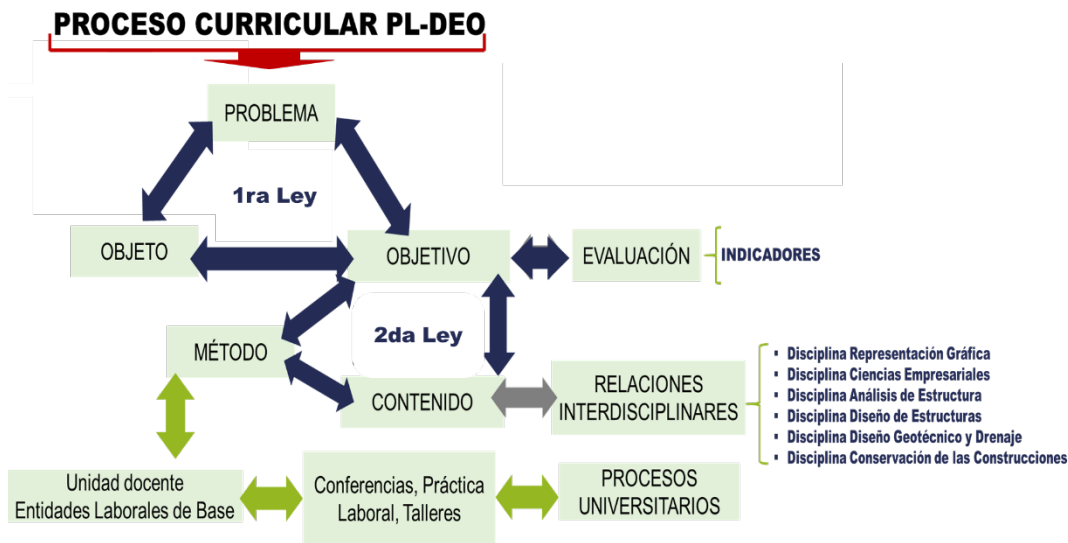 PROCESO CURRICULAR PL-DEO
PROBLEMA
1ra Ley
OBJETO
OBJETIVO
EVALUACIÓN
INDICADORES
2da Ley
MÉTODO
CONTENIDO
RELACIONES
INTERDISCIPLINARES
▪ Disciplina Representación Gráfica
▪ Disciplina Ciencias Empresariales
▪ Disciplina Análisis de Estructura
▪ Disciplina Diseño de Estructuras
▪ Disciplina Diseño Geotécnico y Drenaje
▪ Disciplina Conservación de las Construcciones
Unidad docente
Entidades Laborales de Base
Conferencias, Práctica
Laboral, Talleres
PROCESOS
UNIVERSITARIOS